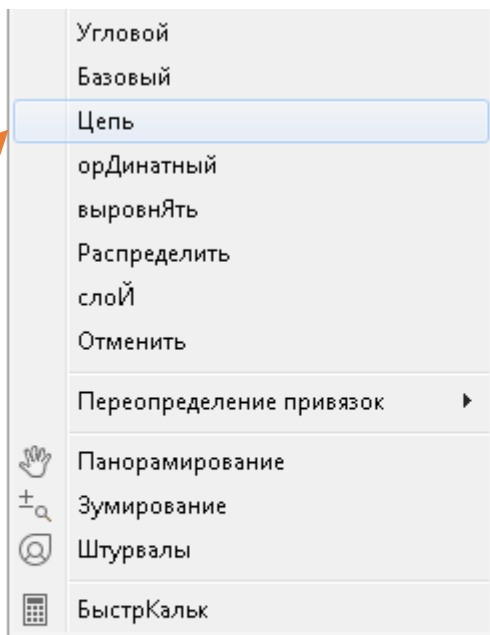 Угловой
Базовый
Цепь
орДинатный
выровнЯть
Распределить
слоЙ
Отменить
Переопределение привязок
Панорамирование
Зумирование
Штурвалы
БыстрКальк